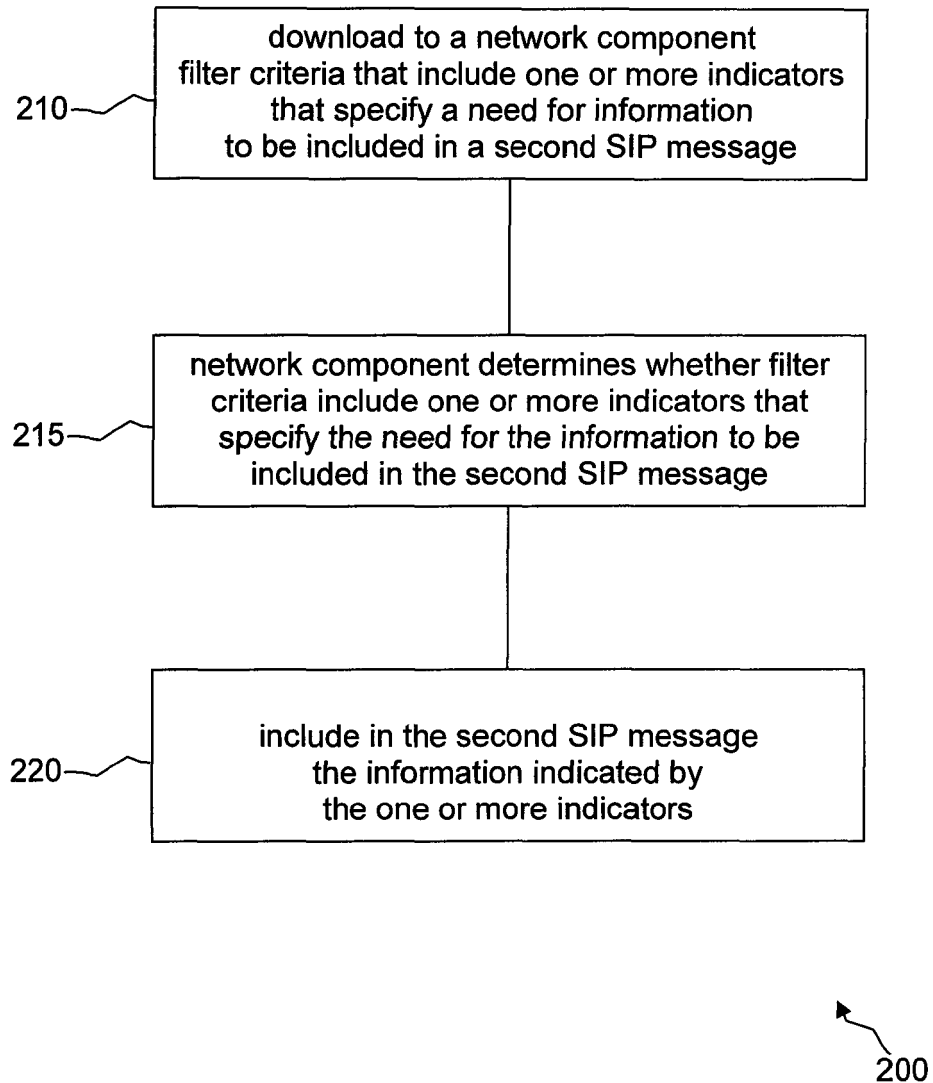 download to a network component
filter criteria that include one or more indicators
that specify a need for information
to be included in a second SIP message
210
network component determines whether filter
criteria include one or more indicators that
specify the need for the information to be
included in the second SIP message
215
include in the second SIP message
the information indicated by
the one or more indicators
220
200